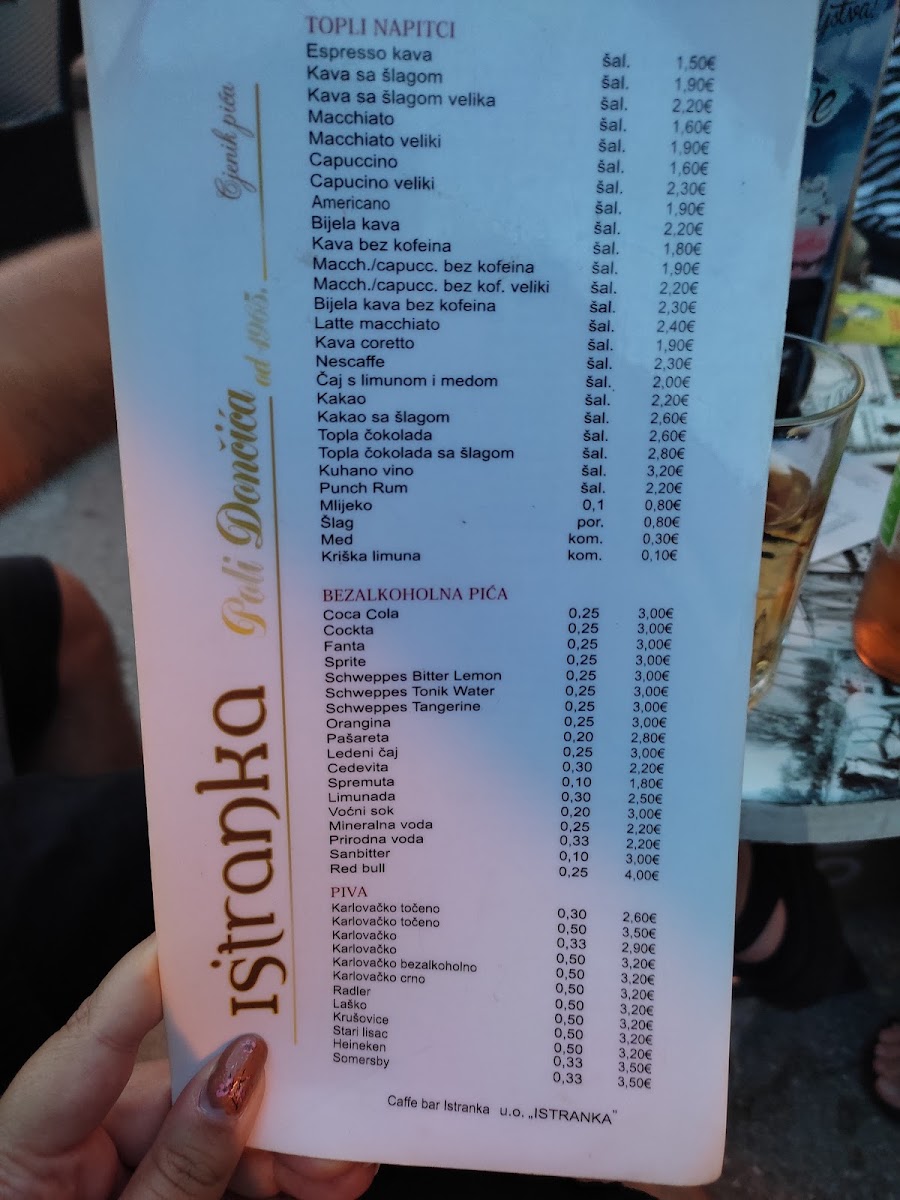 TOPLI NAPITCI
Espresso kava šal. 1,50€
Kava sa šlagom šal. 1,90€
Kava sa šlagom velika šal. 2,20€
Macchiato šal. 1,60€
Macchiato veliki šal. 1,90€
Capuccino šal. 1,60€
Capucino veliki šal. 2,30€
Americano šal. 1,90€
Bijela kava šal. 2,20€
Kava bez kofeina šal. 1,80€
Macch./capucc. bez kofeina šal. 1,90€
Macch./capucc. bez kof. veliki šal. 2,20€
Bijela kava bez kofeina šal. 2,30€
Latte macchiato šal. 2,40€
Kava coretto šal. 1,90€
Nescaffe šal. 2,30€
Čaj s limunom i medom šal. 2,00€
Kakao šal. 2,20€
Kakao sa šlagom šal. 2,60€
Topla čokolada šal. 2,60€
Topla čokolada sa šlagom šal. 2,80€
Kuhano vino šal. 3,20€
Punch Rum šal. 2,20€
Mlijeko 0,1 0,80€
Šlag por. 0,80€
Med kom. 0,30€
Kriška limuna kom. 0,10€
BEZALKOHOLNA PIĆA
Coca Cola 0,25 3,00€
Cockta 0,25 3,00€
Fanta 0,25 3,00€
Sprite 0,25 3,00€
Schweppes Bitter Lemon 0,25 3,00€
Schweppes Tonik Water 0,25 3,00€
Schweppes Tangerine 0,25 3,00€
Orangina 0,25 3,00€
Pašareta 0,20 2,80€
Ledeni čaj 0,25 3,00€
Cedevita 0,30 2,20€
Spremuta 0,10 1,80€
Limunada 0,30 2,50€
Voćni sok 0,20 3,00€
Mineralna voda 0,25 2,20€
Prirodna voda 0,33 2,20€
Sanbitter 0,10 3,00€
Red bull 0,25 4,00€
PIVA
Karlovačko točeno 0,30 2,60€
Karlovačko točeno 0,50 3,50€
Karlovačko 0,33 2,90€
Karlovačko 0,50 3,20€
Karlovačko bezalkoholno 0,50 3,20€
Karlovačko crno 0,50 3,20€
Radler 0,50 3,20€
Laško 0,50 3,20€
Krušovice 0,50 3,20€
Stari lisac 0,50 3,20€
Heineken 0,33 3,50€
Somersby 0,33 3,50€
Caffe bar Istranka u.o. „ISTRANKA"
ıstranka
Poli Dončića od 1965.
Cjenik pića